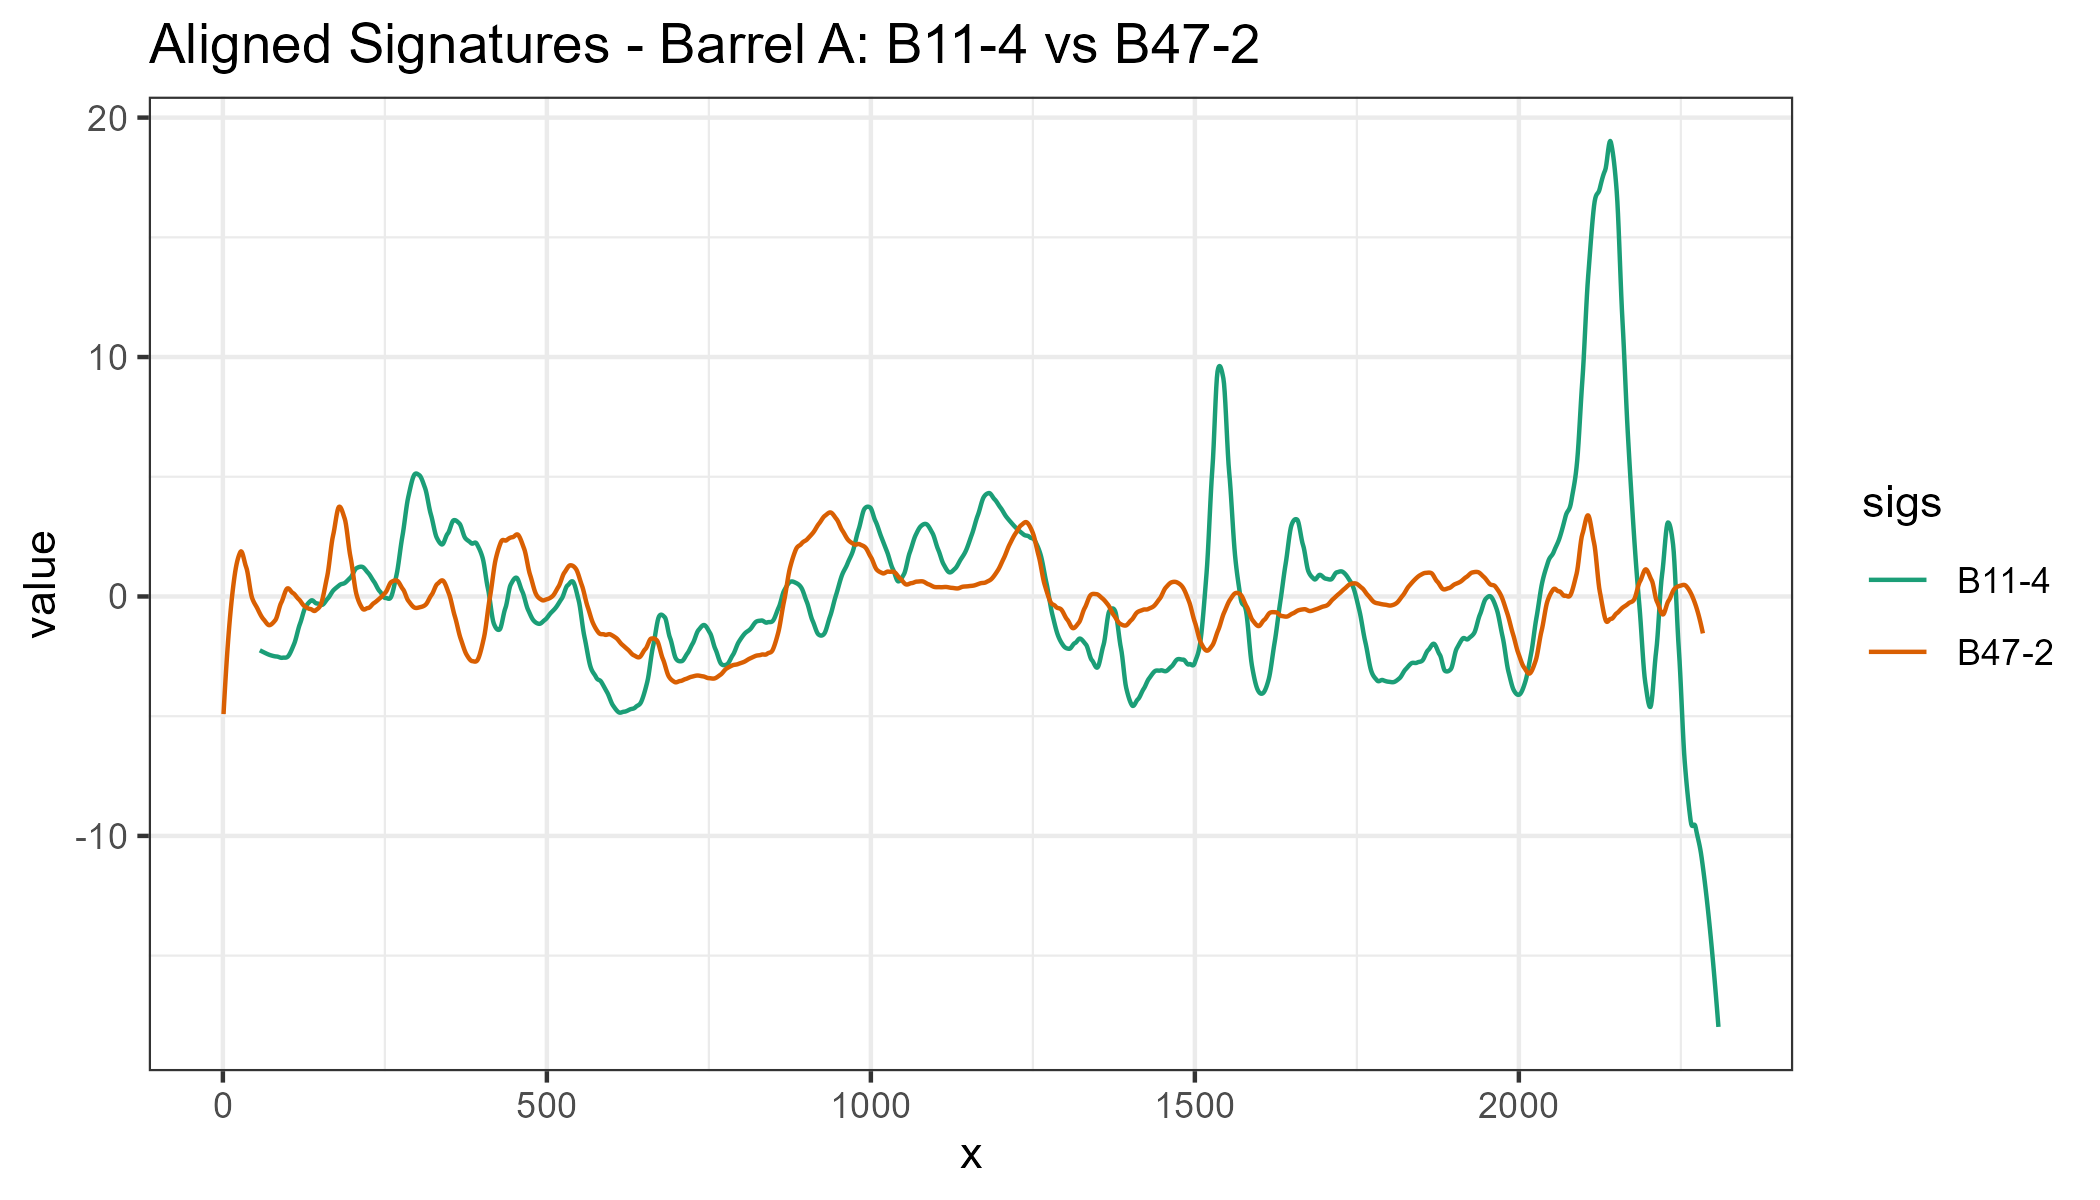 Aligned Signatures - Barrel A: B11-4 vs B47-2
20
10
0
-10
value
0 500 1000 1500 2000
x
sigs
B11-4
B47-2